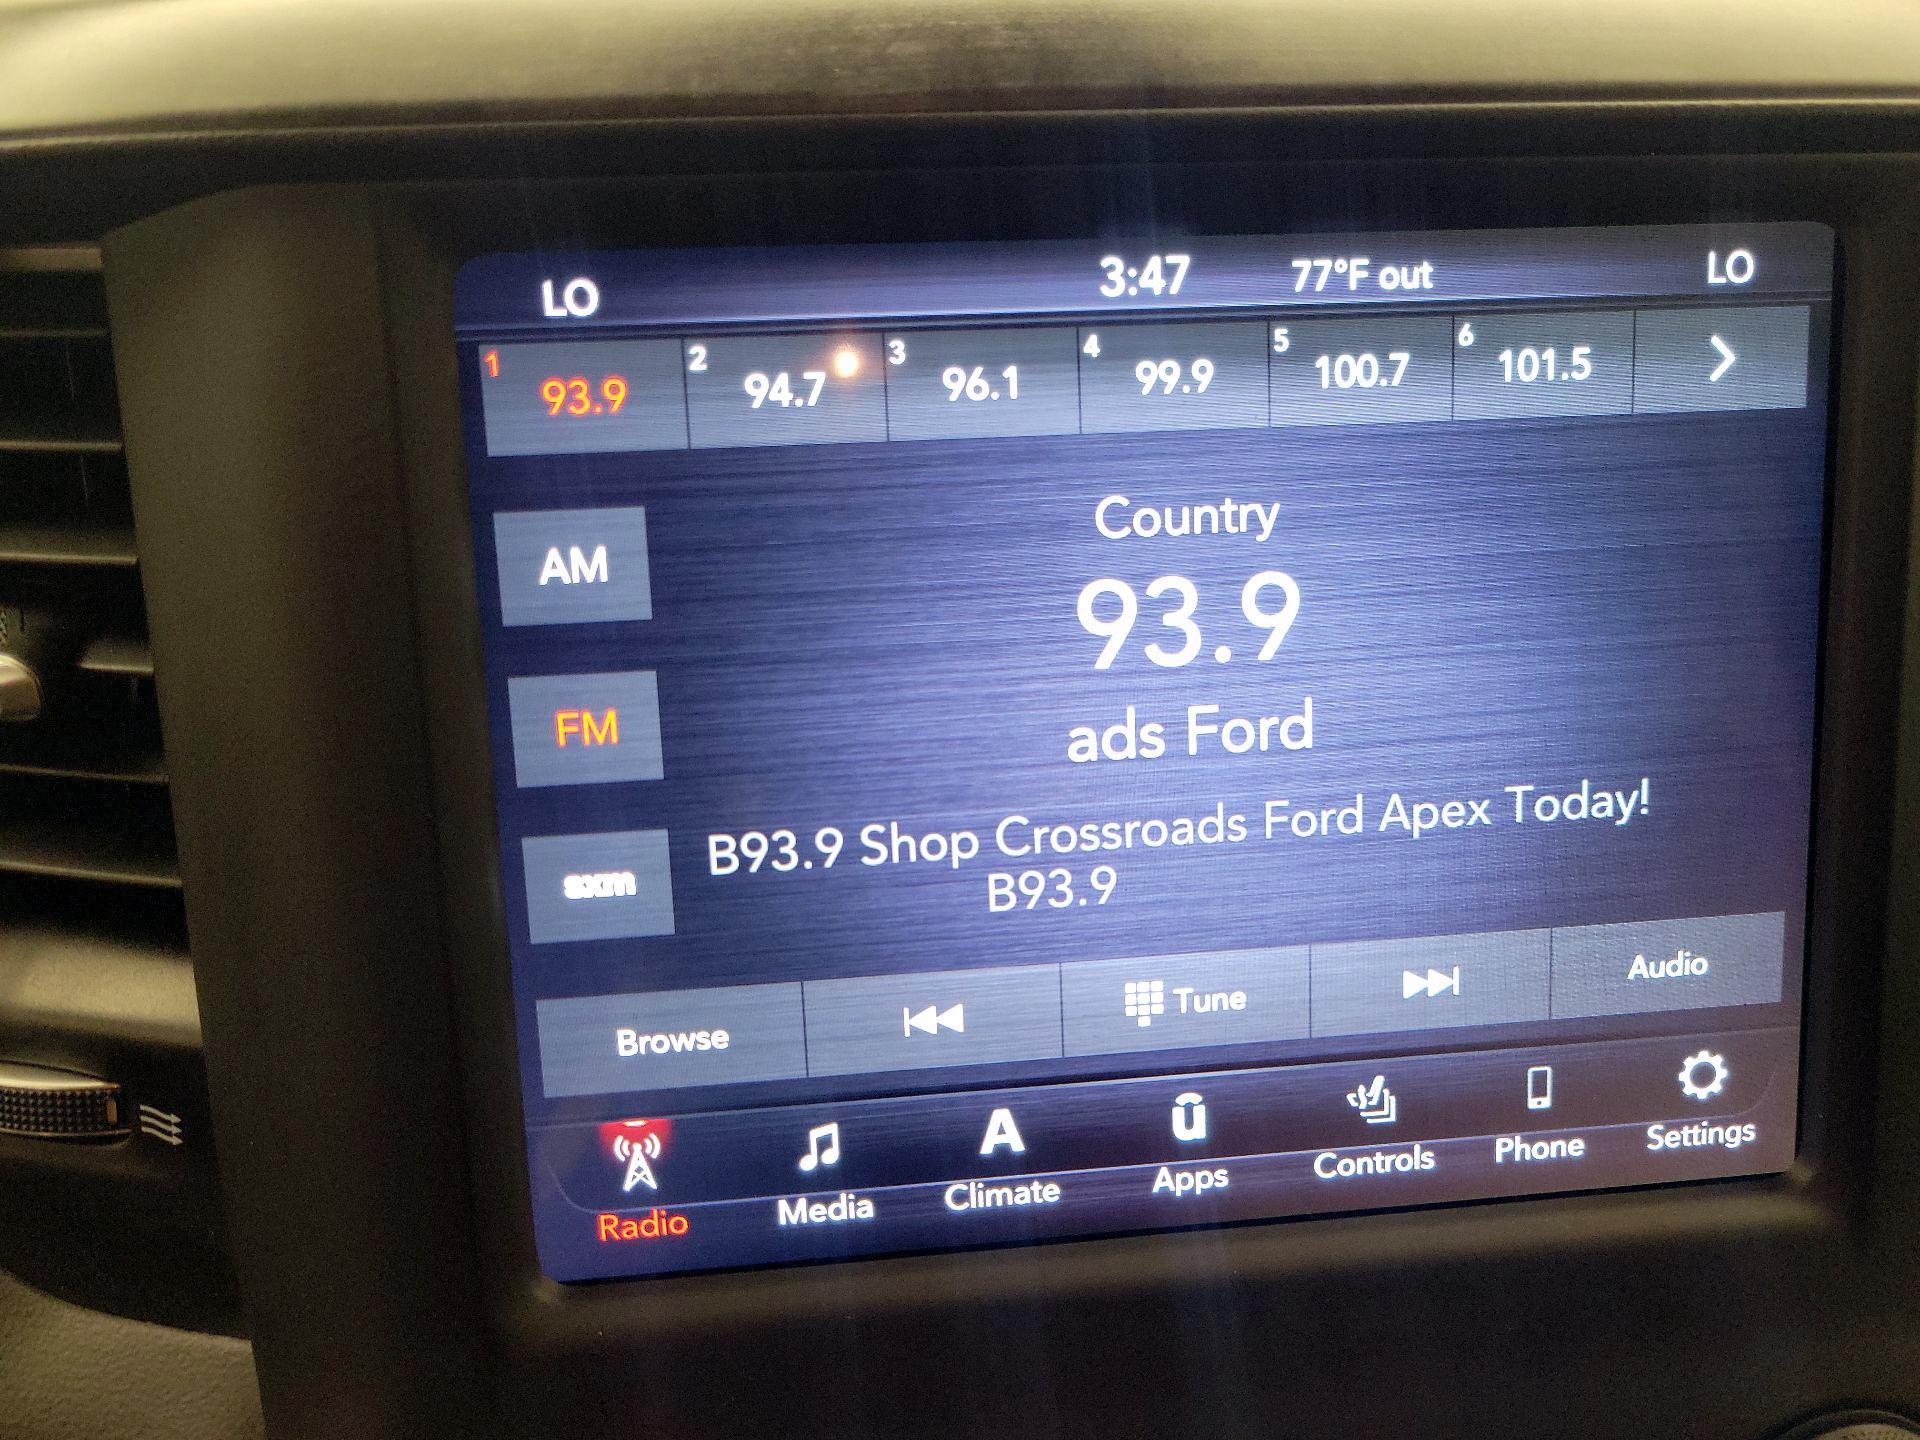 LO 3:47 77°F out LO
1 93.9 2 94.7 3 96.1 4 99.9 5 100.7 6 101.5
Country
AM
93.9
FM
ads Ford
B93.9 Shop Crossroads Ford Apex Today!
sxm
B93.9
Browse Tune Audio
Radio Media Climate Apps Controls Phone Settings